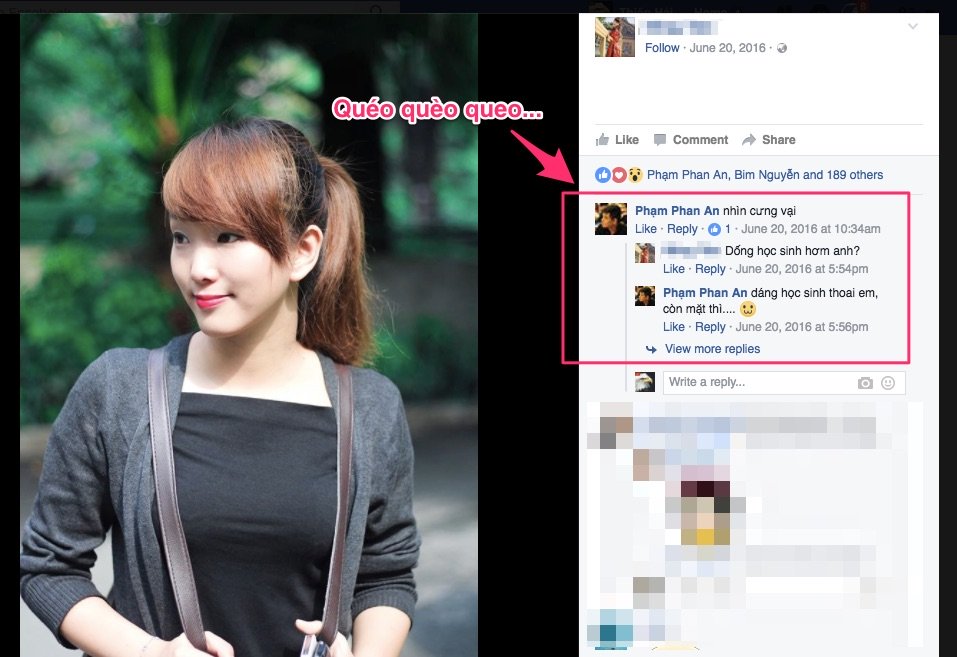 Follow · June 20, 2016 ·
Quéo quèo queo...
Like Comment Share
Phạm Phan An, Bim Nguyễn and 189 others
Phạm Phan An nhìn cưng vại
Like · Reply · 1 · June 20, 2016 at 10:34am
Dống học sinh hơm anh?
Like · Reply · June 20, 2016 at 5:54pm
Phạm Phan An dáng học sinh thoai em,
còn mặt thì....
Like · Reply · June 20, 2016 at 5:56pm
View more replies
Write a reply...